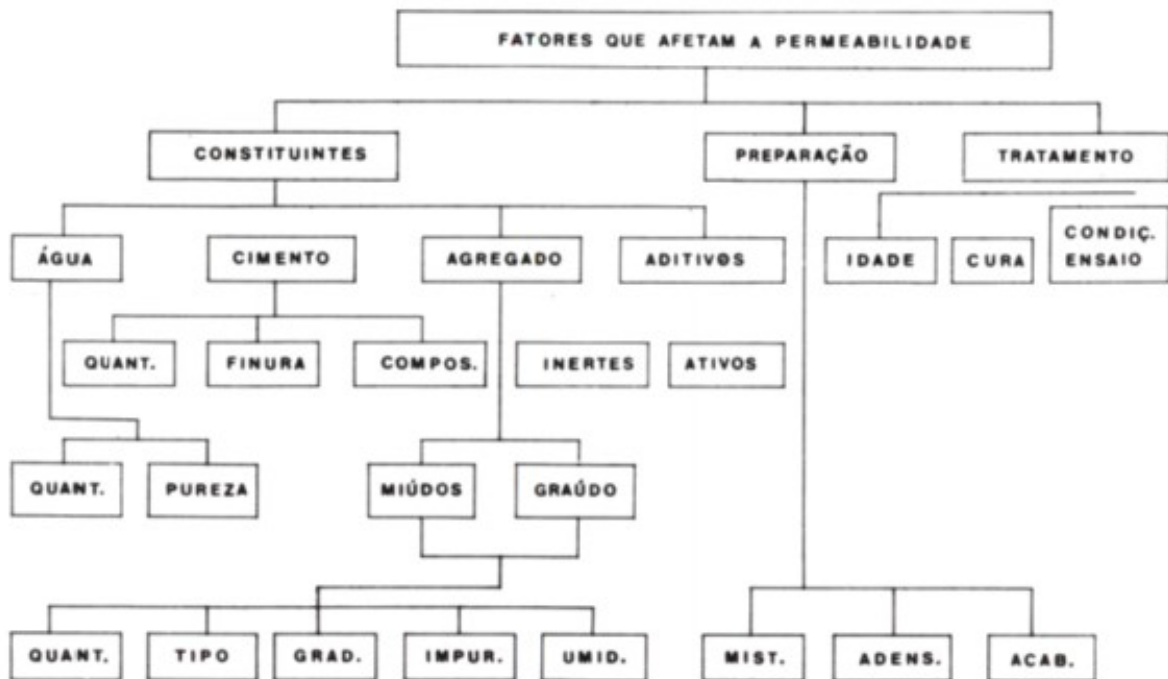 FATORES QUE AFETAM A PERMEABILIDADE
CONSTITUINTES
PREPARAÇÃO
TRATAMENTO
ÁGUA
CIMENTO
AGREGADO
ADITIVOS
IDADE
CURA
CONDIÇ.
ENSAIO
QUANT.
FINURA
COMPOS.
INERTES
ATIVOS
QUANT.
PUREZA
MIÚDOS
GRAÚDO
QUANT.
TIPO
GRAD.
IMPUR.
UMID.
MIST.
ADENS.
ACAB.